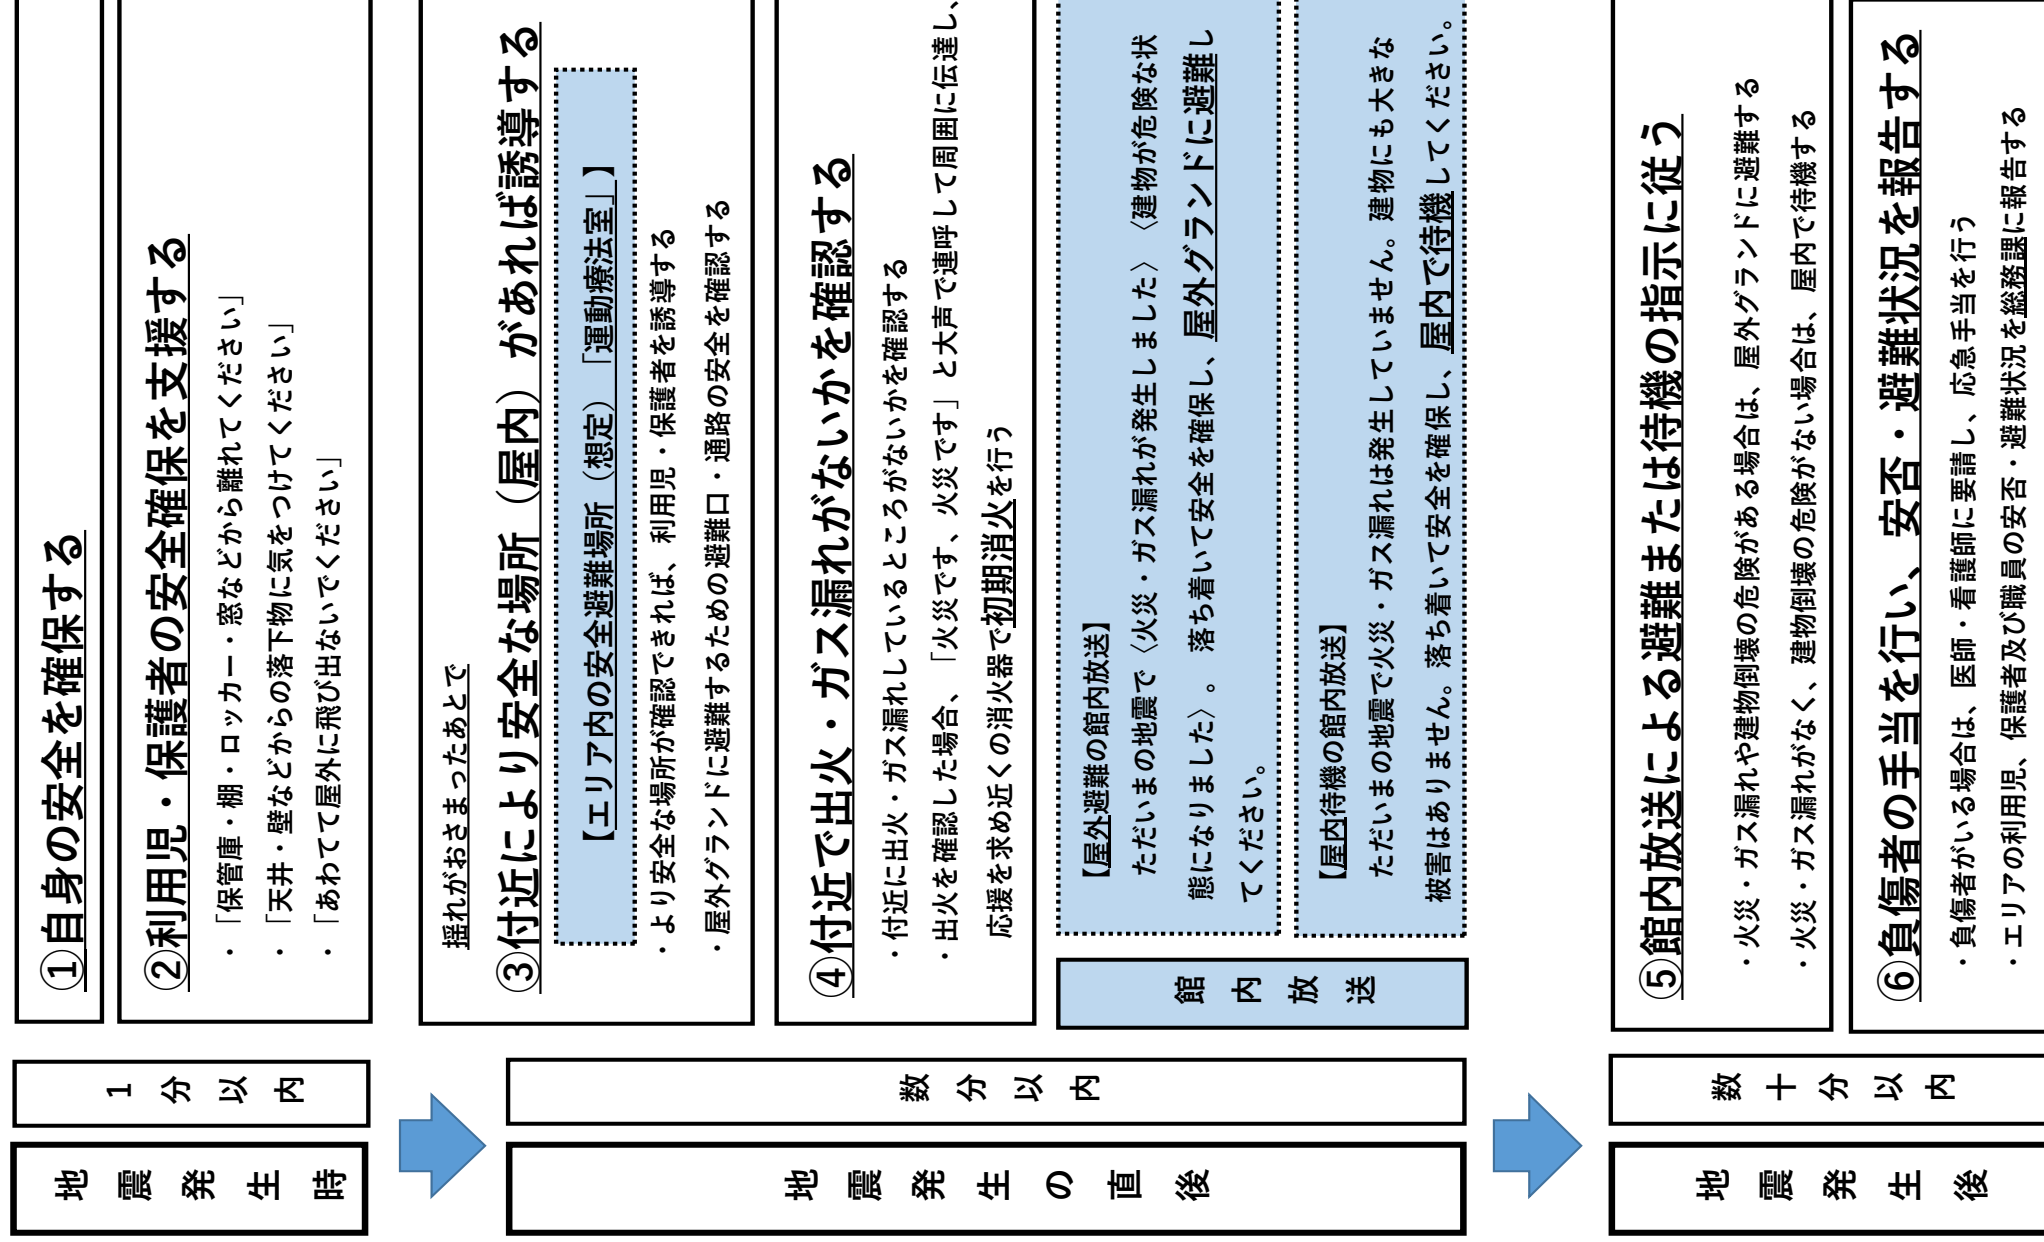 地震発生時
1分以内
①自身の安全を確保する
②利用児・保護者の安全確保を支援する
・「保管庫・棚・ロッカー・窓などから離れてください」
・「天井・壁などからの落下物に気をつけてください」
・「あわてて屋外に飛び出ないでください」
地震発生の直後
数分以内
揺れがおさまったあとで
③付近により安全な場所（屋内）があれば誘導する
【エリア内の安全避難場所（想定）「運動療法室」】
・より安全な場所が確認できれば、利用児・保護者を誘導する
・屋外グランドに避難するための避難口・通路の安全を確認する
④付近で出火・ガス漏れがないかを確認する
・付近に出火・ガス漏れしているところがないかを確認する
・出火を確認した場合、「火災です、火災です」と大声で連呼して周囲に伝達し、
応援を求め近くの消火器で初期消火を行う
館内放送
【屋外避難の館内放送】
ただいまの地震で〈火災・ガス漏れが発生しました〉〈建物が危険な状
態になりました〉。落ち着いて安全を確保し、屋外グランドに避難し
てください。
【屋内待機の館内放送】
ただいまの地震で火災・ガス漏れは発生していません。建物にも大きな
被害はありません。落ち着いて安全を確保し、屋内で待機してください。
地震発生後
数十分以内
⑤館内放送による避難または待機の指示に従う
・火災・ガス漏れや建物倒壊の危険がある場合は、屋外グランドに避難する
・火災・ガス漏れがなく、建物倒壊の危険がない場合は、屋内で待機する
⑥負傷者の手当を行い、安否・避難状況を報告する
・負傷者がいる場合は、医師・看護師に要請し、応急手当を行う
・エリアの利用児、保護者及び職員の安否・避難状況を総務課に報告する